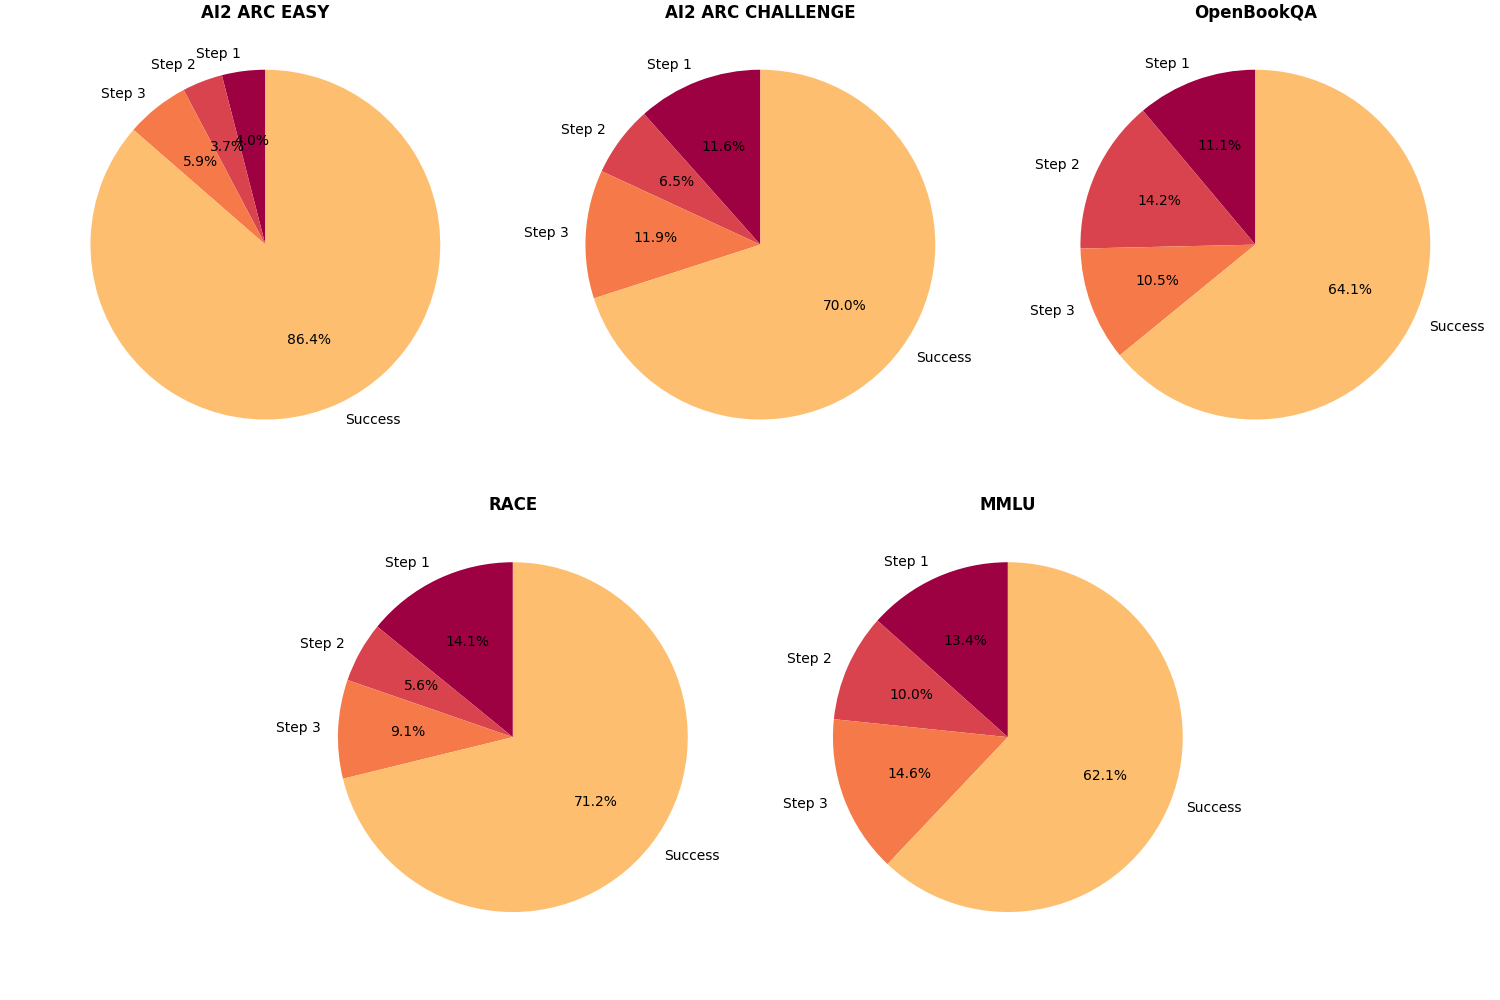 AI2 ARC EASY
Step 1
Step 2
Step 3
4.0%
3.7%
5.9%
86.4%
Success
AI2 ARC CHALLENGE
Step 1
Step 2
Step 3
11.6%
6.5%
11.9%
70.0%
Success
OpenBookQA
Step 1
Step 2
Step 3
11.1%
14.2%
10.5%
64.1%
Success
RACE
Step 1
Step 2
Step 3
14.1%
5.6%
9.1%
71.2%
Success
MMLU
Step 1
Step 2
Step 3
13.4%
10.0%
14.6%
62.1%
Success